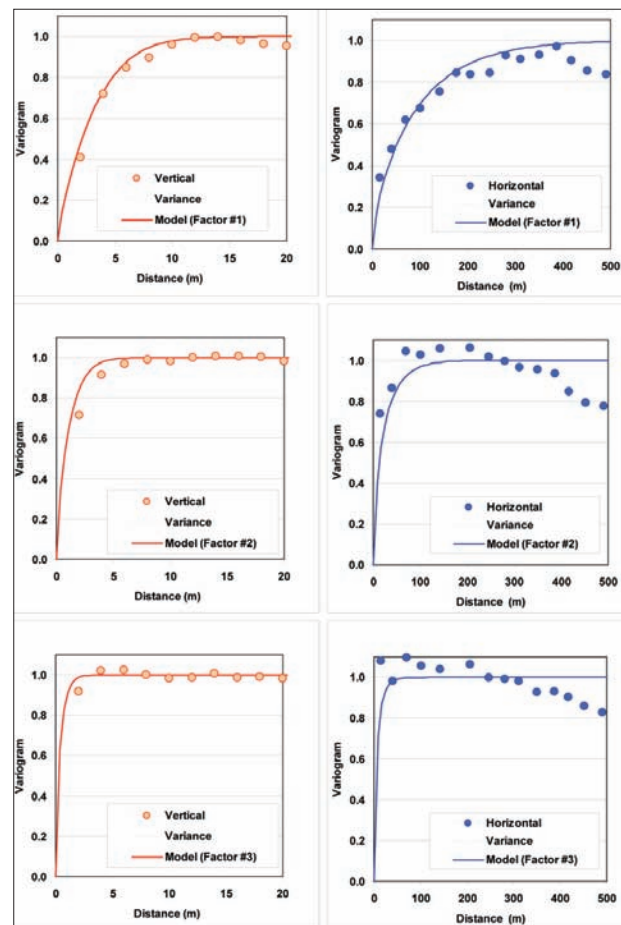 Variogram
1.0
0.8
0.6
0.4
0.2
0.0
Vertical
Variance
Model (Factor #1)
0 5 10 15 20
Distance (m)
Variogram
1.0
0.8
0.6
0.4
0.2
0.0
Horizontal
Variance
Model (Factor #1)
0 100 200 300 400 500
Distance (m)
Variogram
1.0
0.8
0.6
0.4
0.2
0.0
Vertical
Variance
Model (Factor #2)
0 5 10 15 20
Distance (m)
Variogram
1.0
0.8
0.6
0.4
0.2
0.0
Horizontal
Variance
Model (Factor #2)
0 100 200 300 400 500
Distance (m)
Variogram
1.0
0.8
0.6
0.4
0.2
0.0
Vertical
Variance
Model (Factor #3)
0 5 10 15 20
Distance (m)
Variogram
1.0
0.8
0.6
0.4
0.2
0.0
Horizontal
Variance
Model (Factor #3)
0 100 200 300 400 500
Distance (m)